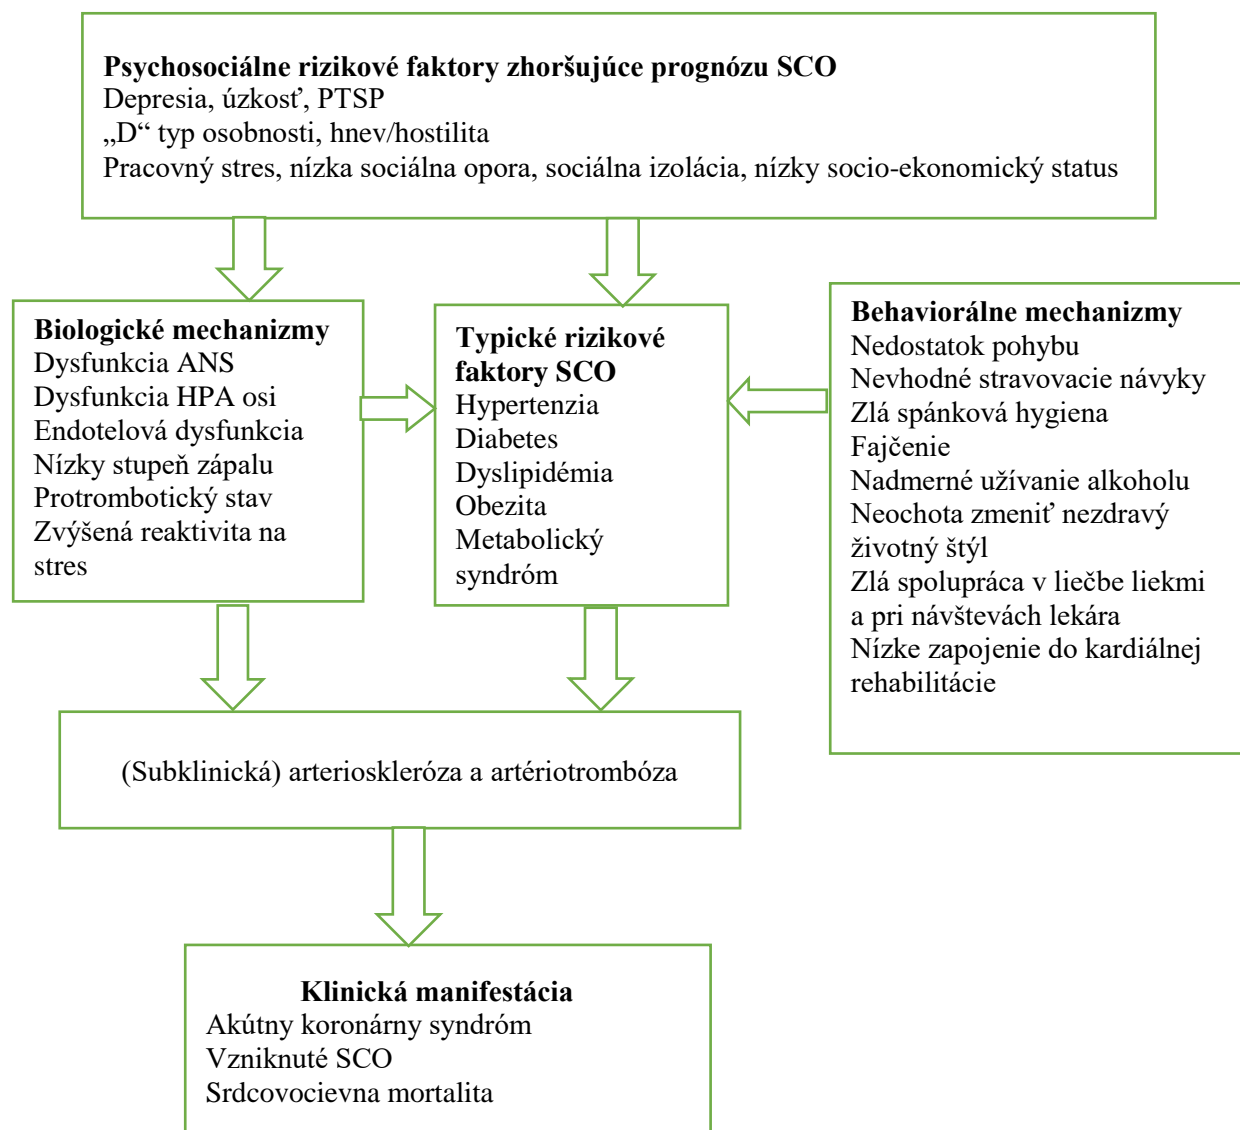 Psychosociálne rizikové faktory zhoršujúce prognózu SCO
Depresia, úzkosť, PTSP
„D“ typ osobnosti, hnev/hostilita
Pracovný stres, nízka sociálna opora, sociálna izolácia, nízky socio-ekonomický status
Biologické mechanizmy
Dysfunkcia ANS
Dysfunkcia HPA osi
Endotelová dysfunkcia
Nízky stupeň zápalu
Protrombotický stav
Zvýšená reaktivita na
stres
Typické rizikové
faktory SCO
Hypertenzia
Diabetes
Dyslipidémia
Obezita
Metabolický
syndróm
Behaviorálne mechanizmy
Nedostatok pohybu
Nevhodné stravovacie návyky
Zlá spánková hygiena
Fajčenie
Nadmerné užívanie alkoholu
Neochota zmeniť nezdravý
životný štýl
Zlá spolupráca v liečbe liekmi
a pri návštevách lekára
Nízke zapojenie do kardiálnej
rehabilitácie
(Subklinická) arterioskleróza a artériotrombóza
Klinická manifestácia
Akútny koronárny syndróm
Vzniknuté SCO
Srdcovocievna mortalita